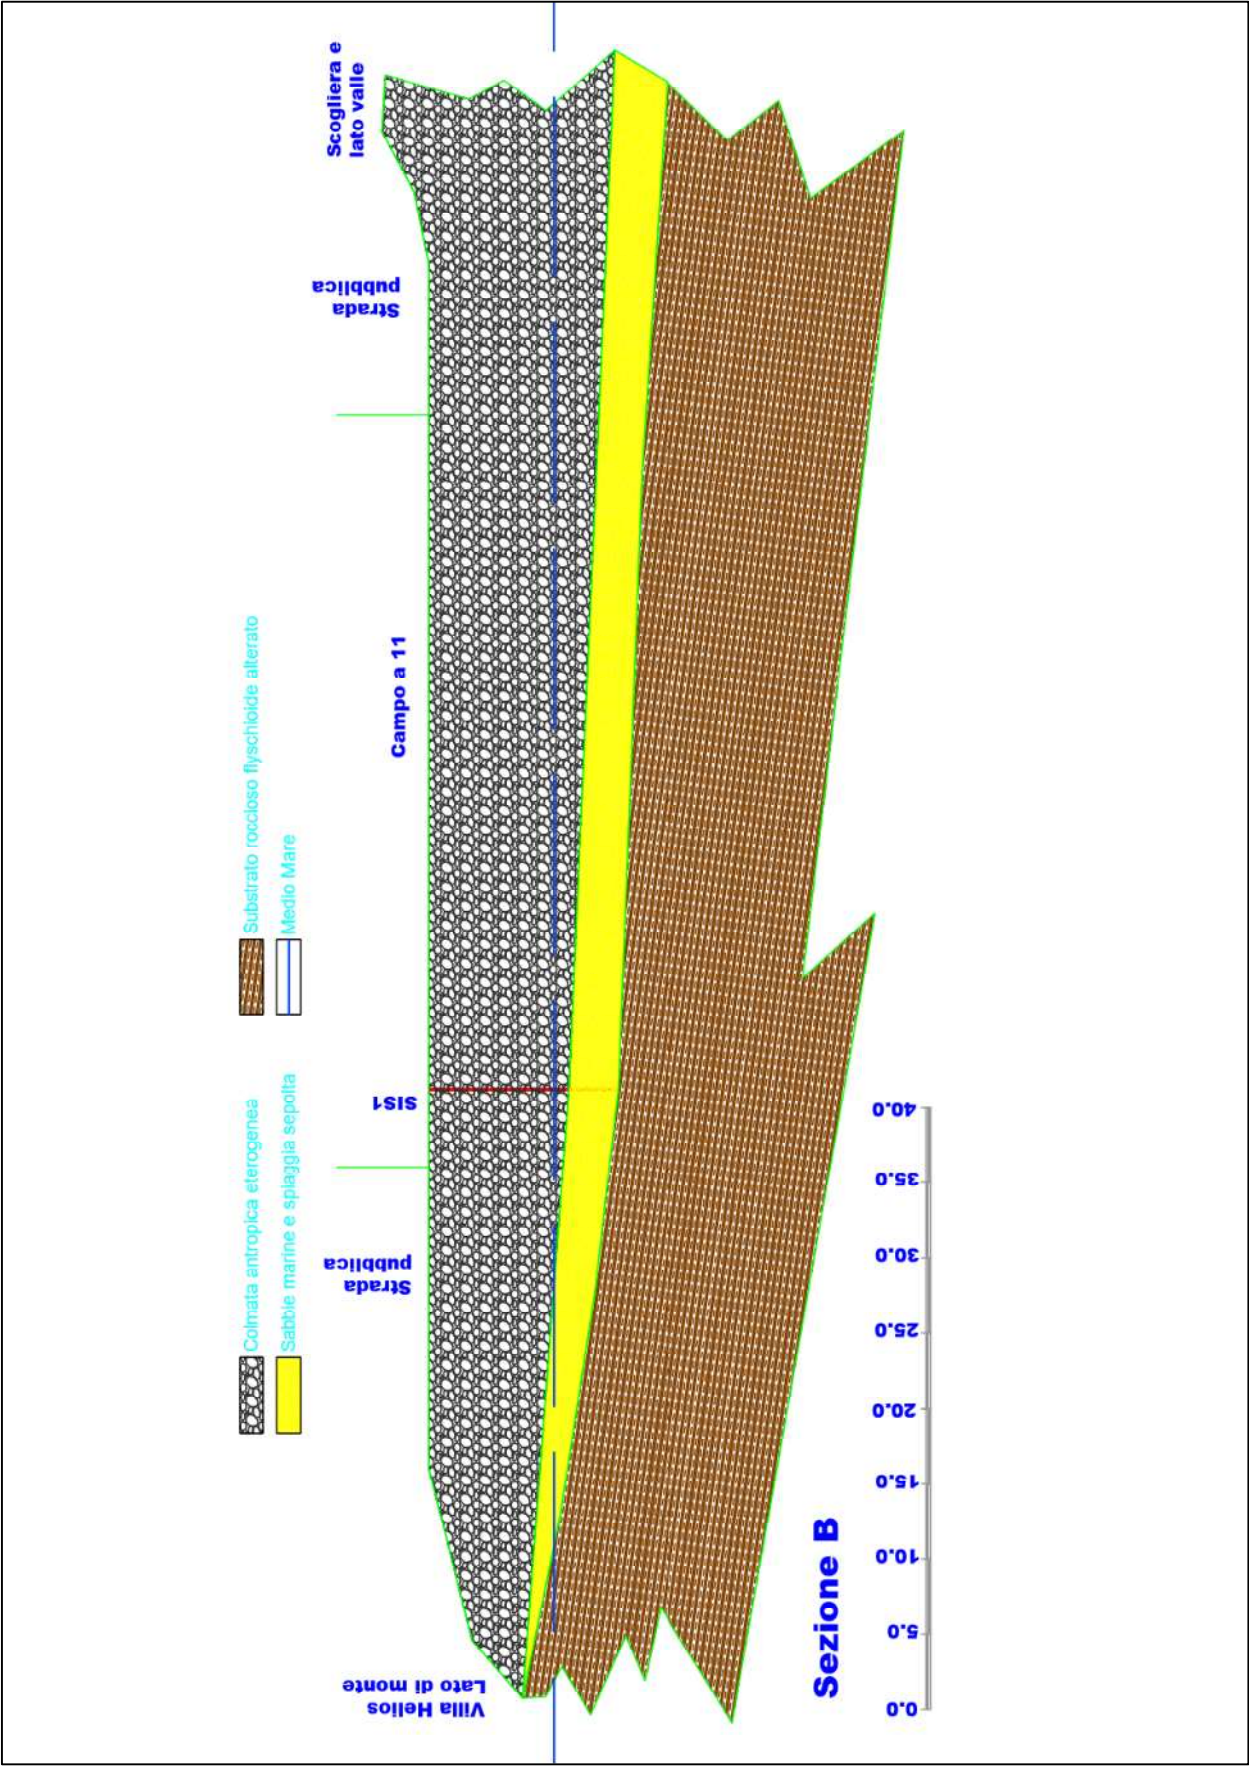 Colmata antropica eterogenea
Substrato roccioso flyschioide alterato
Sabbie marine e spiaggia sepolta
Medio Mare
Villa Helios
Lato di monte
Strada
pubblica
SIS1
Campo a 11
Strada
pubblica
Scogliera e
lato valle
Sezione B
0.0
5.0
10.0
15.0
20.0
25.0
30.0
35.0
40.0